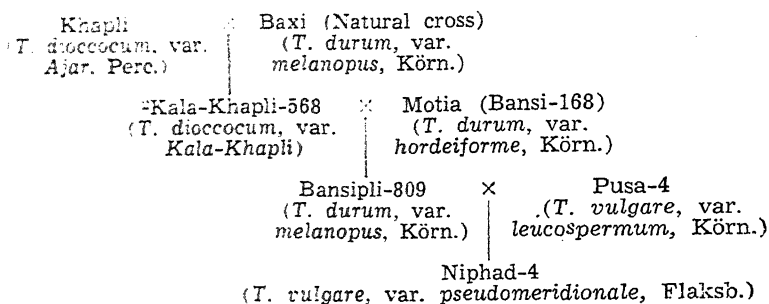 Khapli × Baxi (Natural cross)
(T. dioccocum, var. (T. durum, var.
Ajar. Perc.) melanopus, Körn.)
*Kala-Khapli-568 × Motia (Bansi-168)
(T. dioccocum, var. (T. durum, var.
Kala-Khapli) hordeiforme, Körn.)
Bansipli-809 × Pusa-4
(T. durum, var. (T. vulgare, var.
melanopus, Körn.) leucospermum, Körn.)
Niphad-4
(T. vulgare, var. pseudomeridionale, Flaksb.)